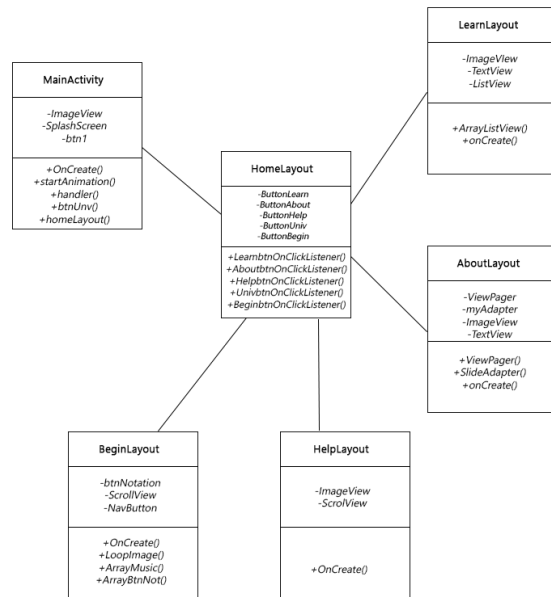 MainActivity
-ImageView
-SplashScreen
-btn1
+OnCreate()
+startAnimation()
+handler()
+btnUnv()
+homeLayout()
HomeLayout
-ButtonLearn
-ButtonAbout
-ButtonHelp
-ButtonUniv
-ButtonBegin
+LearnbtnOnClickListener()
+AboutbtnOnClickListener()
+HelpbtnOnClickListener()
+UnivbtnOnClickListener()
+BeginbtnOnClickListener()
LearnLayout
-ImageVIew
-TextView
-ListView
+ArrayListView()
+onCreate()
AboutLayout
-ViewPager
-myAdapter
-ImageView
-TextView
+ViewPager()
+SlideAdapter()
+onCreate()
BeginLayout
-btnNotation
-ScrollView
-NavButton
+OnCreate()
+LoopImage()
+ArrayMusic()
+ArrayBtnNot()
HelpLayout
-ImageView
-ScrolView
+OnCreate()